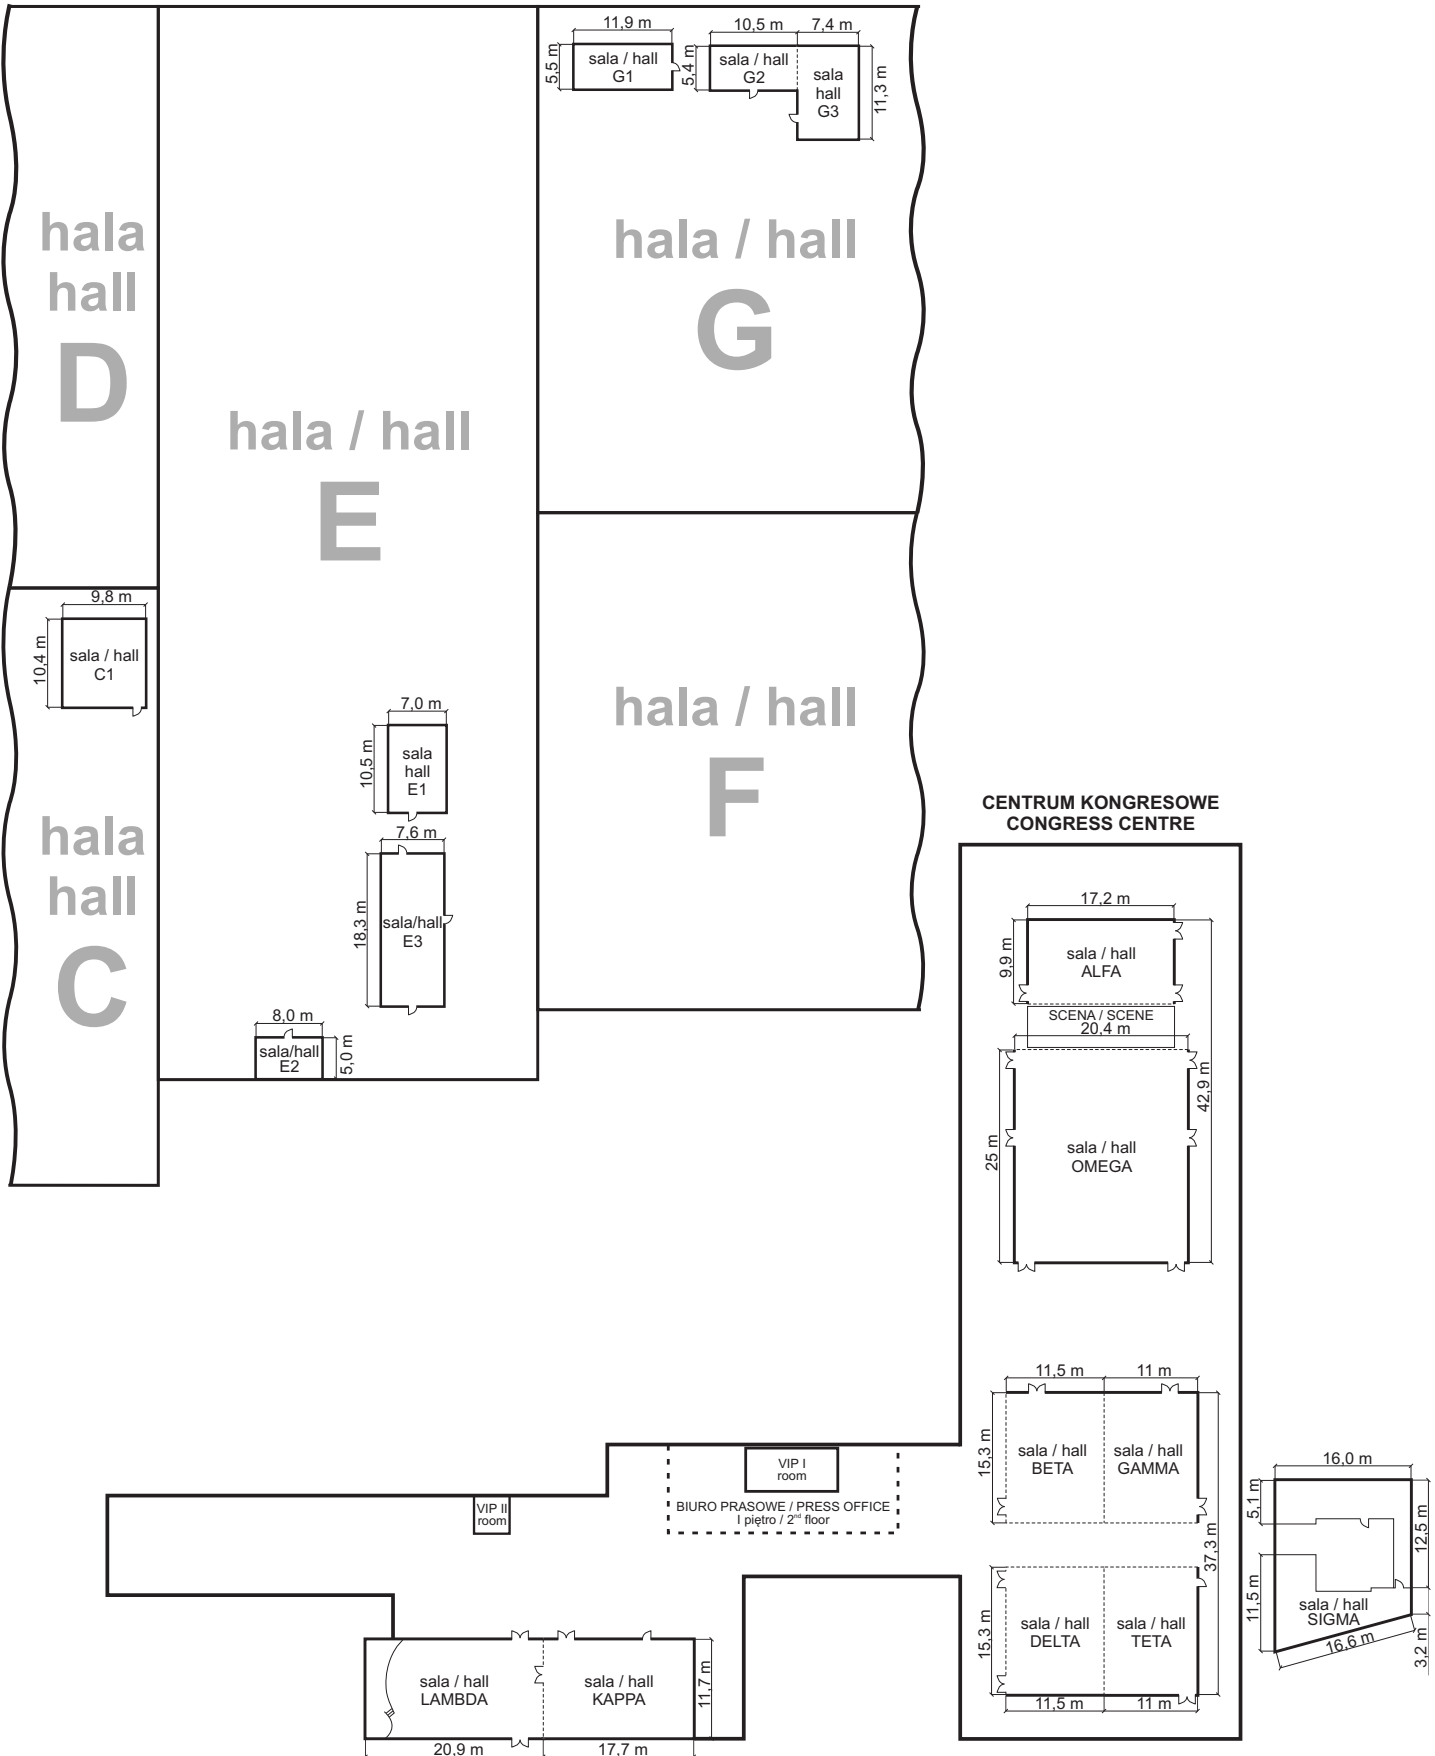 11,9 m
5,5 m
sala / hall
G1
10,5 m
7,4 m
5,4 m
sala / hall
G2
sala
hall
G3
11,3 m
hala
hall
D
hala / hall
G
hala / hall
E
9,8 m
10,4 m
sala / hall
C1
hala / hall
F
7,0 m
10,5 m
sala
hall
E1
7,6 m
18,3 m
sala/hall
E3
hala
hall
C
8,0 m
sala/hall
E2
5,0 m
CENTRUM KONGRESOWE
CONGRESS CENTRE
17,2 m
9,9 m
sala / hall
ALFA
SCENA / SCENE
20,4 m
42,9 m
25 m
sala / hall
OMEGA
11,5 m
11 m
15,3 m
sala / hall
BETA
sala / hall
GAMMA
37,3 m
15,3 m
sala / hall
DELTA
sala / hall
TETA
11,5 m
11 m
16,0 m
5,1 m
12,5 m
11,5 m
sala / hall
SIGMA
16,6 m
3,2 m
VIP I
room
BIURO PRASOWE / PRESS OFFICE
I piętro / 2nd floor
VIP II
room
sala / hall
LAMBDA
sala / hall
KAPPA
11,7 m
20,9 m
17,7 m